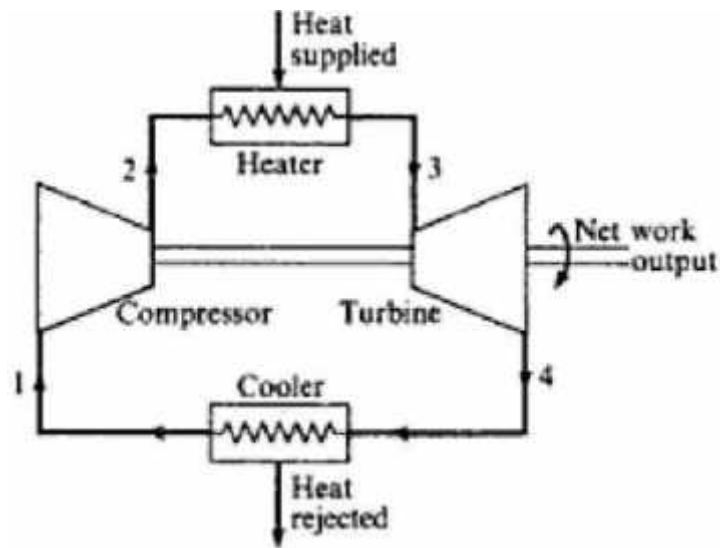 Heat
supplied
2
Heater
3
Net work
output
Compressor
Turbine
1
Cooler
4
Heat
rejected